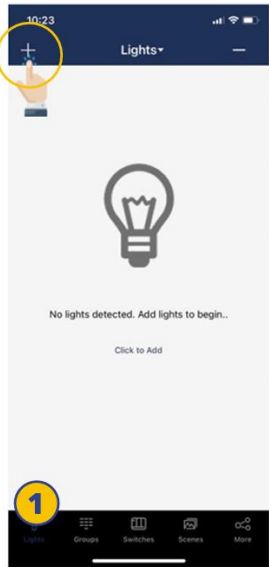 10:23
Lights
No lights detected. Add lights to begin..
Click to Add
1
Lights Groups Switches Scenes More